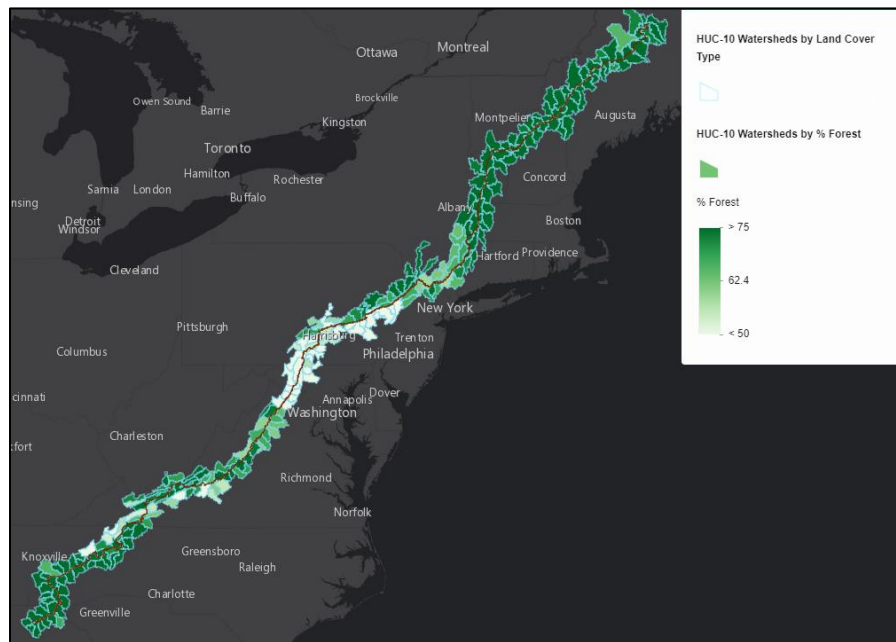 Ottawa
Montreal
Owen Sound
Barrie
Brockville
Kingston
Montpelier
Augusta
Toronto
Hamilton
Rochester
Concord
Sarnia
London
Buffalo
Albany
Boston
nsing
Detroit
Windsor
Hartford
Providence
Cleveland
New York
Pittsburgh
Harrisburg
Trenton
Columbus
Philadelphia
cinnati
Annapolis
Dover
Washington
Charleston
kfort
Richmond
Norfolk
Knoxville
Greensboro
Raleigh
Charlotte
Greenville
HUC-10 Watersheds by Land Cover
Type
HUC-10 Watersheds by % Forest
% Forest
> 75
62.4
< 50